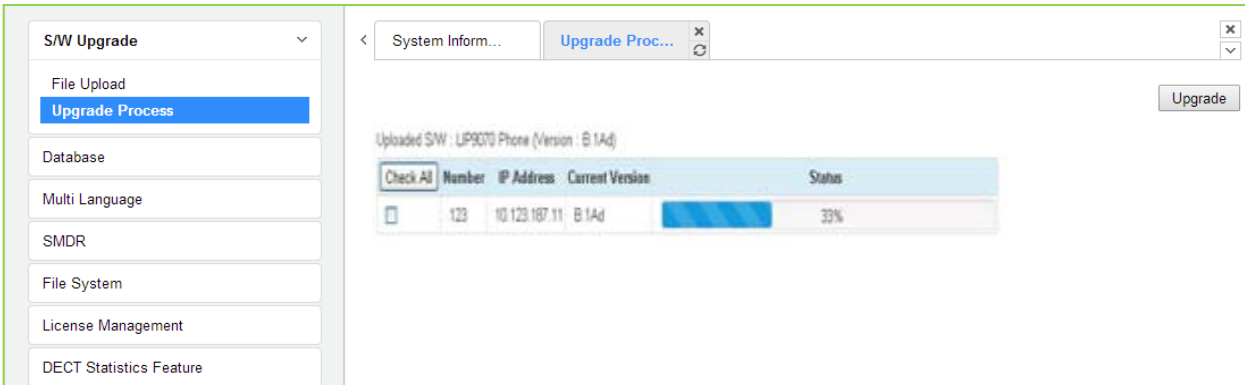 S/W Upgrade
File Upload
Upgrade Process
Database
Multi Language
SMDR
File System
License Management
DECT Statistics Feature
System Inform...
Upgrade Proc...
Upgrade
Uploaded S/W : LIP9070 Phone (Version : B.1Ad)
Check All Number IP Address Current Version Status
123 10.123.187.11 B.1Ad 33%